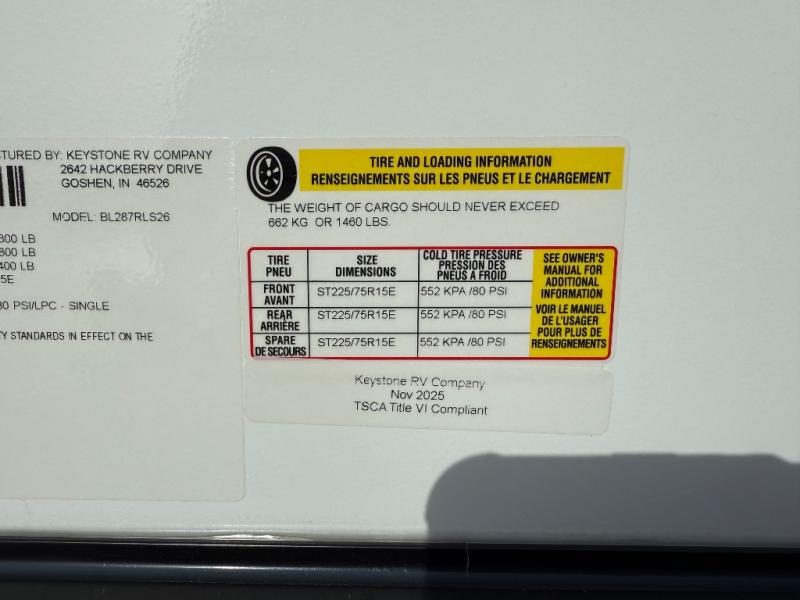 CTURED BY: KEYSTONE RV COMPANY
2642 HACKBERRY DRIVE
GOSHEN, IN 46526
MODEL: BL287RLS26
800 LB
800 LB
400 LB
5E
80 PSI/LPC - SINGLE
TY STANDARDS IN EFFECT ON THE
TIRE AND LOADING INFORMATION
RENSEIGNEMENTS SUR LES PNEUS ET LE CHARGEMENT
THE WEIGHT OF CARGO SHOULD NEVER EXCEED
662 KG OR 1460 LBS.
TIRE
PNEU
SIZE
DIMENSIONS
COLD TIRE PRESSURE
PRESSION DES
PNEUS A FROID
FRONT
AVANT
ST225/75R15E
552 KPA /80 PSI
REAR
ARRIÈRE
ST225/75R15E
552 KPA /80 PSI
SPARE
DE SECOURS
ST225/75R15E
552 KPA /80 PSI
SEE OWNER'S
MANUAL FOR
ADDITIONAL
INFORMATION
VOIR LE MANUEL
DE L'USAGER
POUR PLUS DE
RENSEIGNEMENTS
Keystone RV Company
Nov 2025
TSCA Title VI Compliant